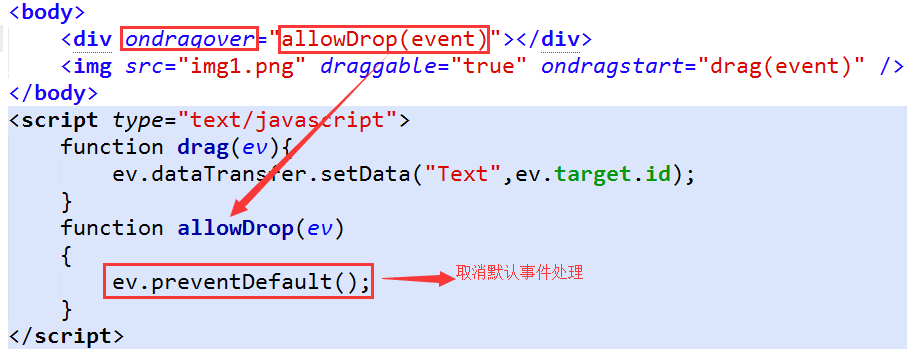 <body>
<div ondragover="allowDrop(event)"></div>
<img src="img1.png" draggable="true" ondragstart="drag(event)" />
</body>
<script type="text/javascript">
function drag(ev){
ev.dataTransfer.setData("Text",ev.target.id);
}
function allowDrop(ev)
{
ev.preventDefault(); 取消默认事件处理
}
</script>